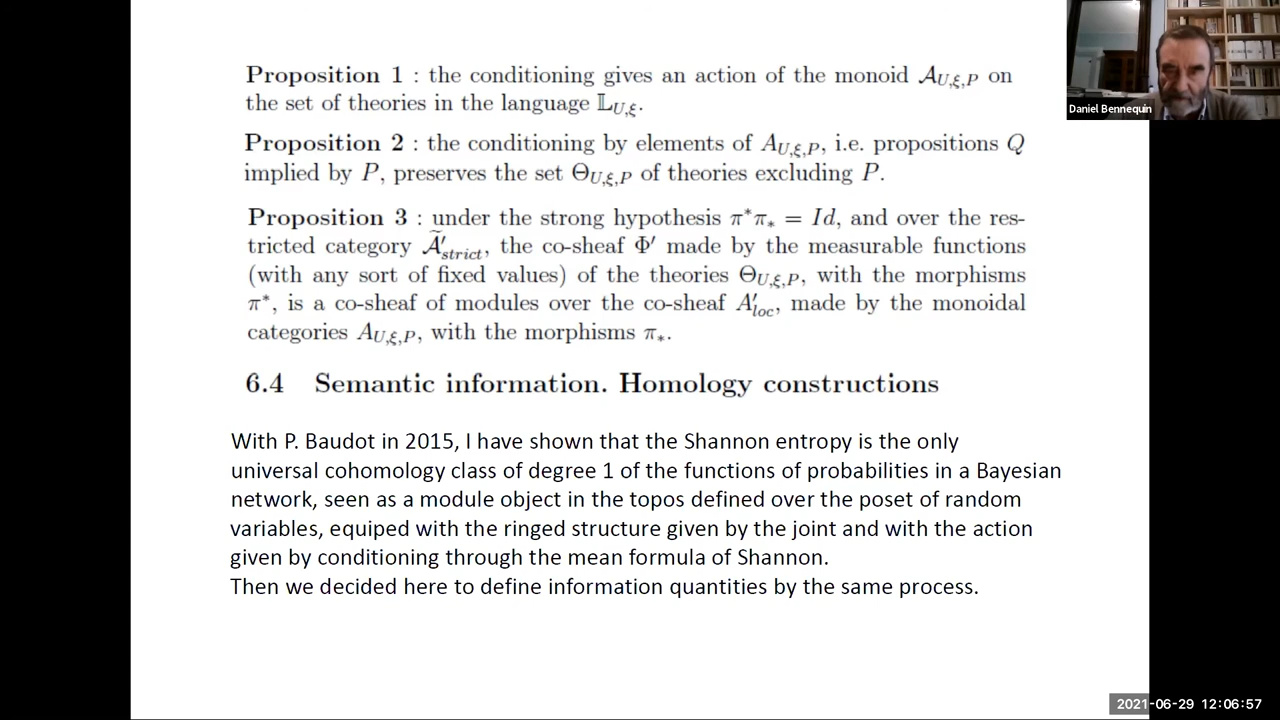 Proposition 1 : the conditioning gives an action of the monoid 𝒜_{U,ξ,P} on
the set of theories in the language 𝕃_{U,ξ}.
Proposition 2 : the conditioning by elements of A_{U,ξ,P}, i.e. propositions Q
implied by P, preserves the set Θ_{U,ξ,P} of theories excluding P.
Proposition 3 : under the strong hypothesis π*π_* = Id, and over the res-
tricted category 𝒜̃′_{strict}, the co-sheaf Φ′ made by the measurable functions
(with any sort of fixed values) of the theories Θ_{U,ξ,P}, with the morphisms
π*, is a co-sheaf of modules over the co-sheaf A′_{loc}, made by the monoidal
categories A_{U,ξ,P}, with the morphisms π_*.
6.4 Semantic information. Homology constructions
With P. Baudot in 2015, I have shown that the Shannon entropy is the only
universal cohomology class of degree 1 of the functions of probabilities in a Bayesian
network, seen as a module object in the topos defined over the poset of random
variables, equiped with the ringed structure given by the joint and with the action
given by conditioning through the mean formula of Shannon.
Then we decided here to define information quantities by the same process.
Daniel Bennequin
2021-06-29 12:06:57